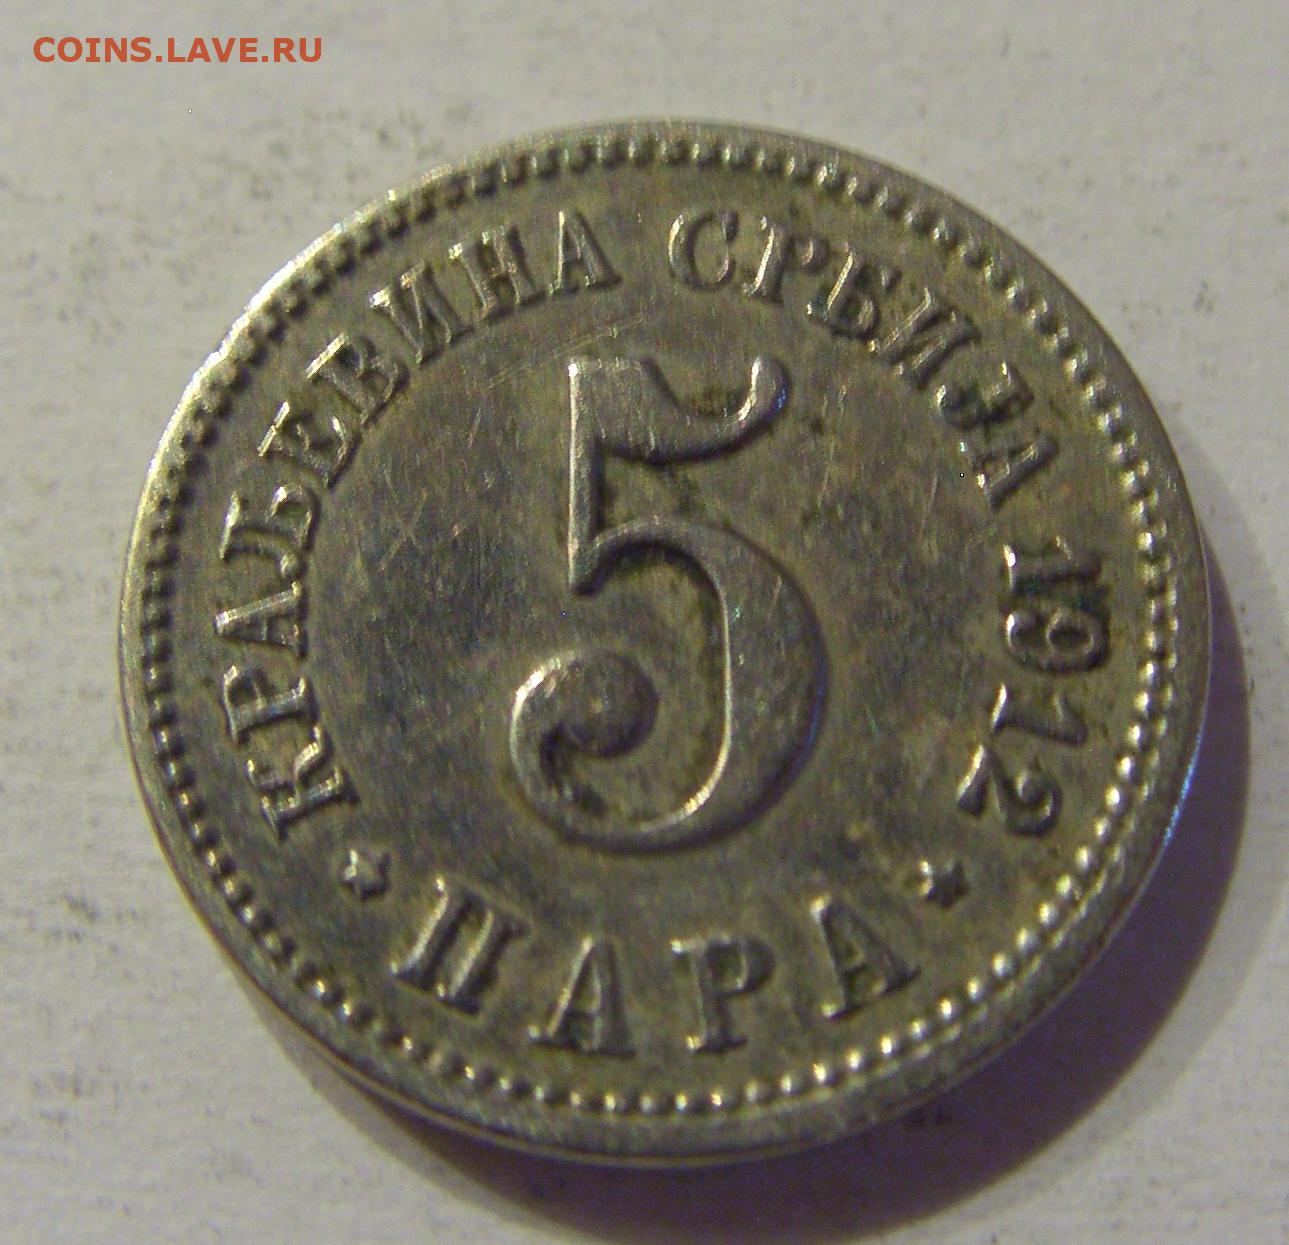 COINS.LAVE.RU
КРАЉЕВИНА СРБИЈА 1912
5
ПАРА